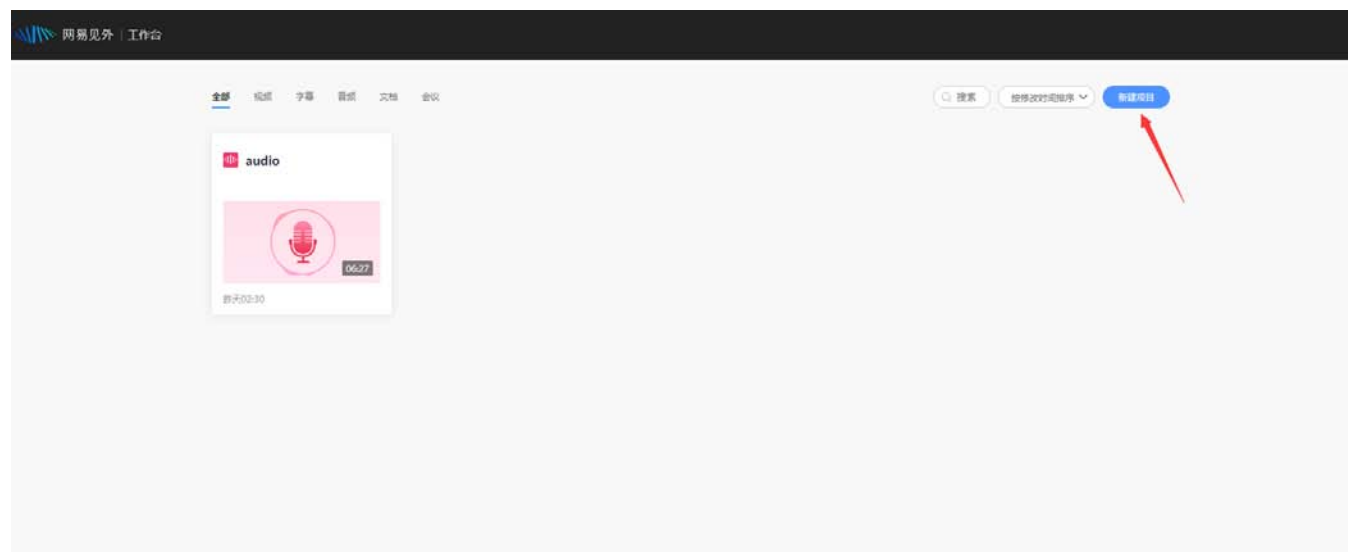 网易见外 | 工作台
全部 视频 字幕 音频 文档 会议
搜索 按修改时间排序 新建项目
audio
06:27
昨天02:30